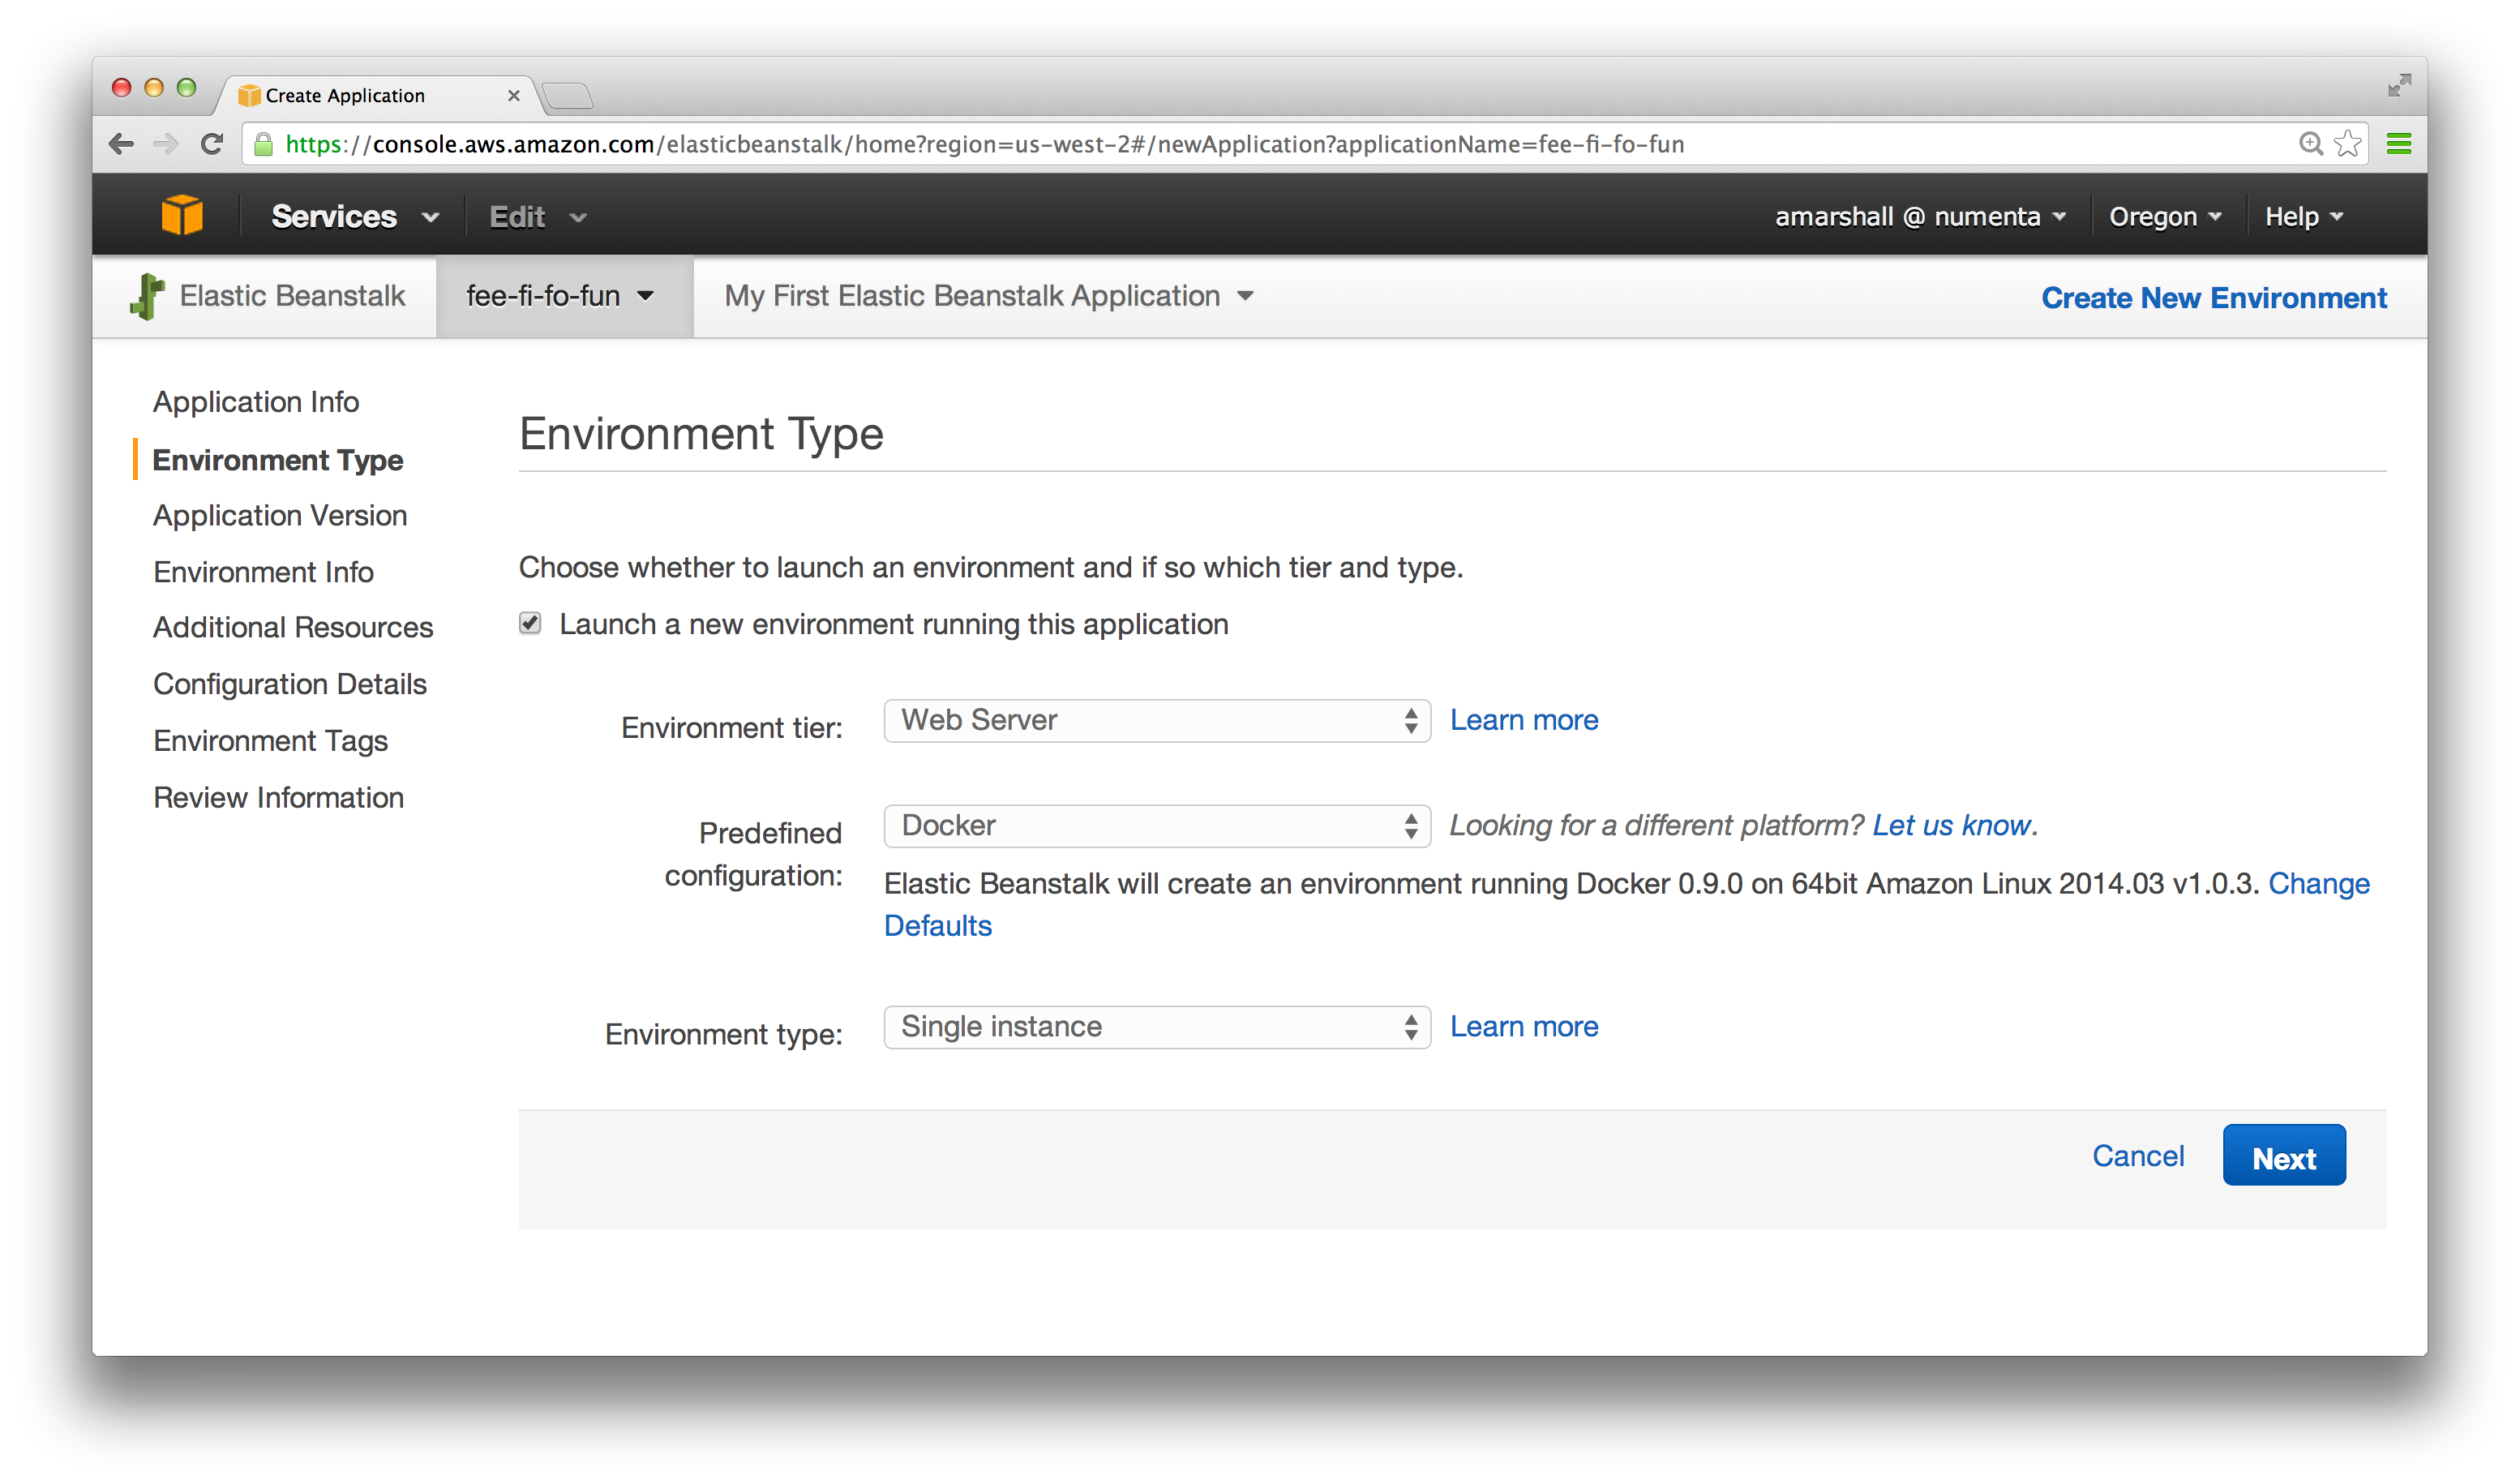 Create Application
https://console.aws.amazon.com/elasticbeanstalk/home?region=us-west-2#/newApplication?applicationName=fee-fi-fo-fun
Services Edit amarshall @ numenta Oregon Help
Elastic Beanstalk fee-fi-fo-fun My First Elastic Beanstalk Application Create New Environment
Application Info
Environment Type
Application Version
Environment Info
Additional Resources
Configuration Details
Environment Tags
Review Information
Environment Type
Choose whether to launch an environment and if so which tier and type.
Launch a new environment running this application
Environment tier: Web Server Learn more
Predefined
configuration:
Docker Looking for a different platform? Let us know.
Elastic Beanstalk will create an environment running Docker 0.9.0 on 64bit Amazon Linux 2014.03 v1.0.3. Change
Defaults
Environment type: Single instance Learn more
Cancel Next